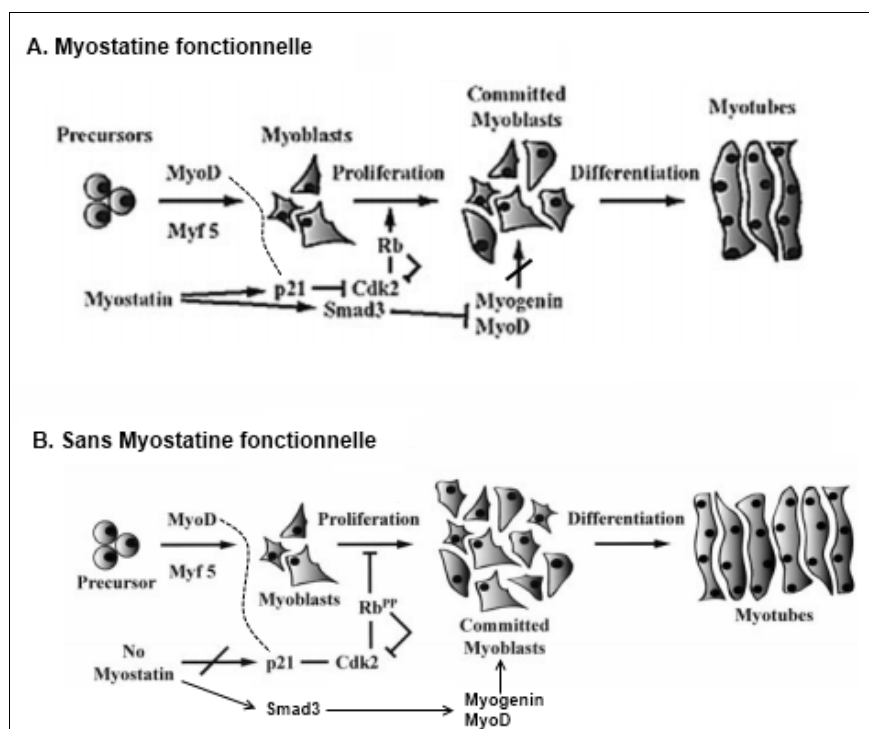 A. Myostatine fonctionnelle
Committed
Myoblasts
Myotubes
Precursors
Myoblasts
MyoD
Proliferation
Differentiation
Myf 5
Rb
p21
Cdk2
Myostatin
Smad3
Myogenin
MyoD
B. Sans Myostatine fonctionnelle
MyoD
Proliferation
Differentiation
Precursor
Myf 5
Myoblasts
Rbᵖᵖ
Myotubes
Committed
Myoblasts
No
Myostatin
p21
Cdk2
Smad3
Myogenin
MyoD